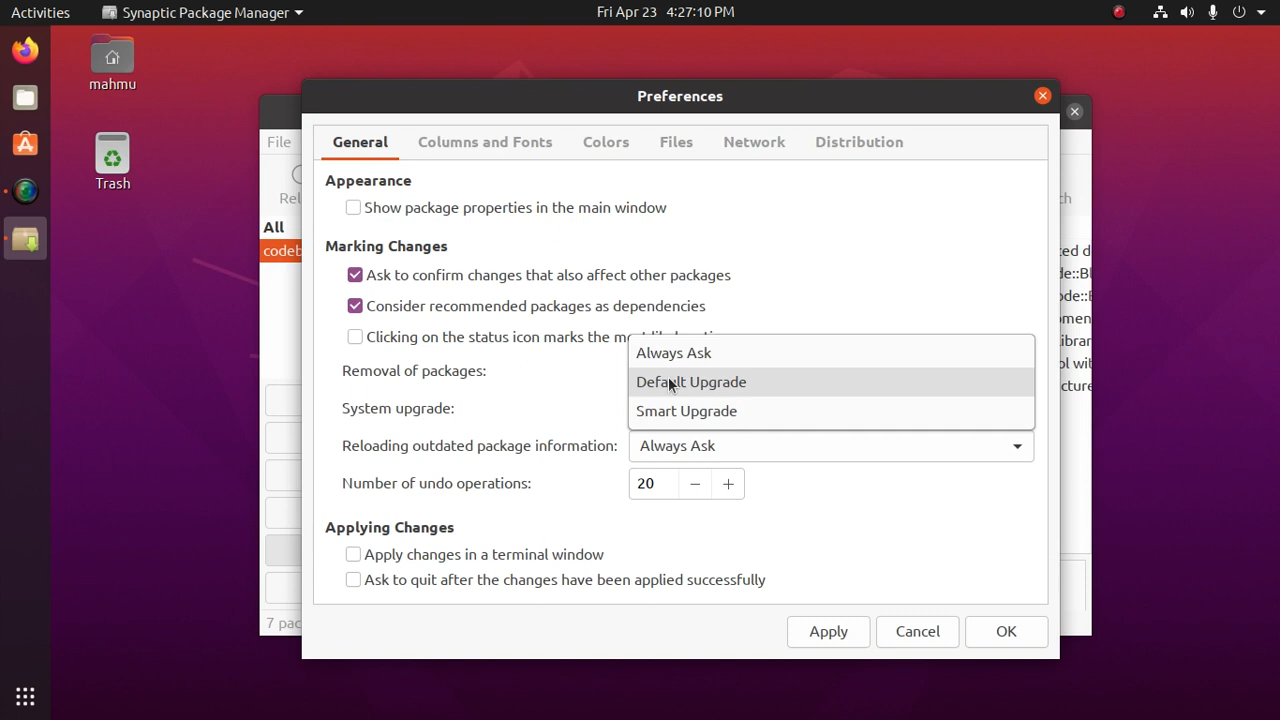 Activities Synaptic Package Manager Fri Apr 23 4:27:10 PM
mahmu
Trash
File
Rel
All
codeb
7 pac
Preferences
General Columns and Fonts Colors Files Network Distribution
Appearance
Show package properties in the main window
Marking Changes
Ask to confirm changes that also affect other packages
Consider recommended packages as dependencies
Clicking on the status icon marks the
Removal of packages:
System upgrade:
Always Ask
Default Upgrade
Smart Upgrade
Reloading outdated package information: Always Ask
Number of undo operations: 20
Applying Changes
Apply changes in a terminal window
Ask to quit after the changes have been applied successfully
Apply Cancel OK